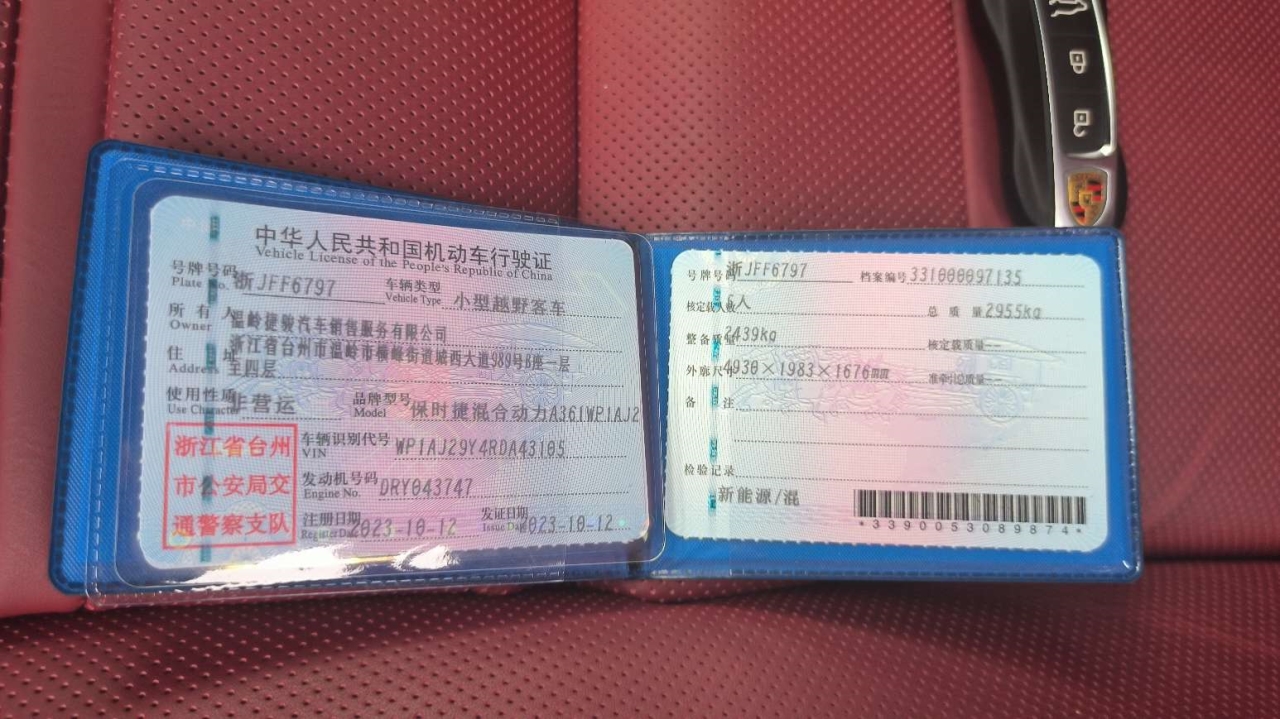 中华人民共和国机动车行驶证
Vehicle License of the People's Republic of China
号牌号码 浙JFF6797 车辆类型 小型越野客车
Plate No. Vehicle Type
所有人 温岭捷骏汽车销售服务有限公司
Owner
住址 浙江省台州市温岭市横峰街道城西大道989号B座一层
Address 至四层
使用性质 非营运 品牌型号 保时捷混合动力A361WP1AJ2
Use Character Model
浙江省台州
市公安局交
通警察支队
车辆识别代号 WP1AJ29Y4RDA43105
VIN
发动机号码 DRY043747
Engine No.
注册日期 2023-10-12 发证日期 2023-10-12
Register Date Issue Date
号牌号码 浙JFF6797 档案编号 331000097135
核定载人数 5人 总质量 2955kg
整备质量 2439kg 核定载质量 --
外廓尺寸 4930×1983×1676mm 准牵引总质量 --
备注
检验记录
新能源/混
*3390053089874*